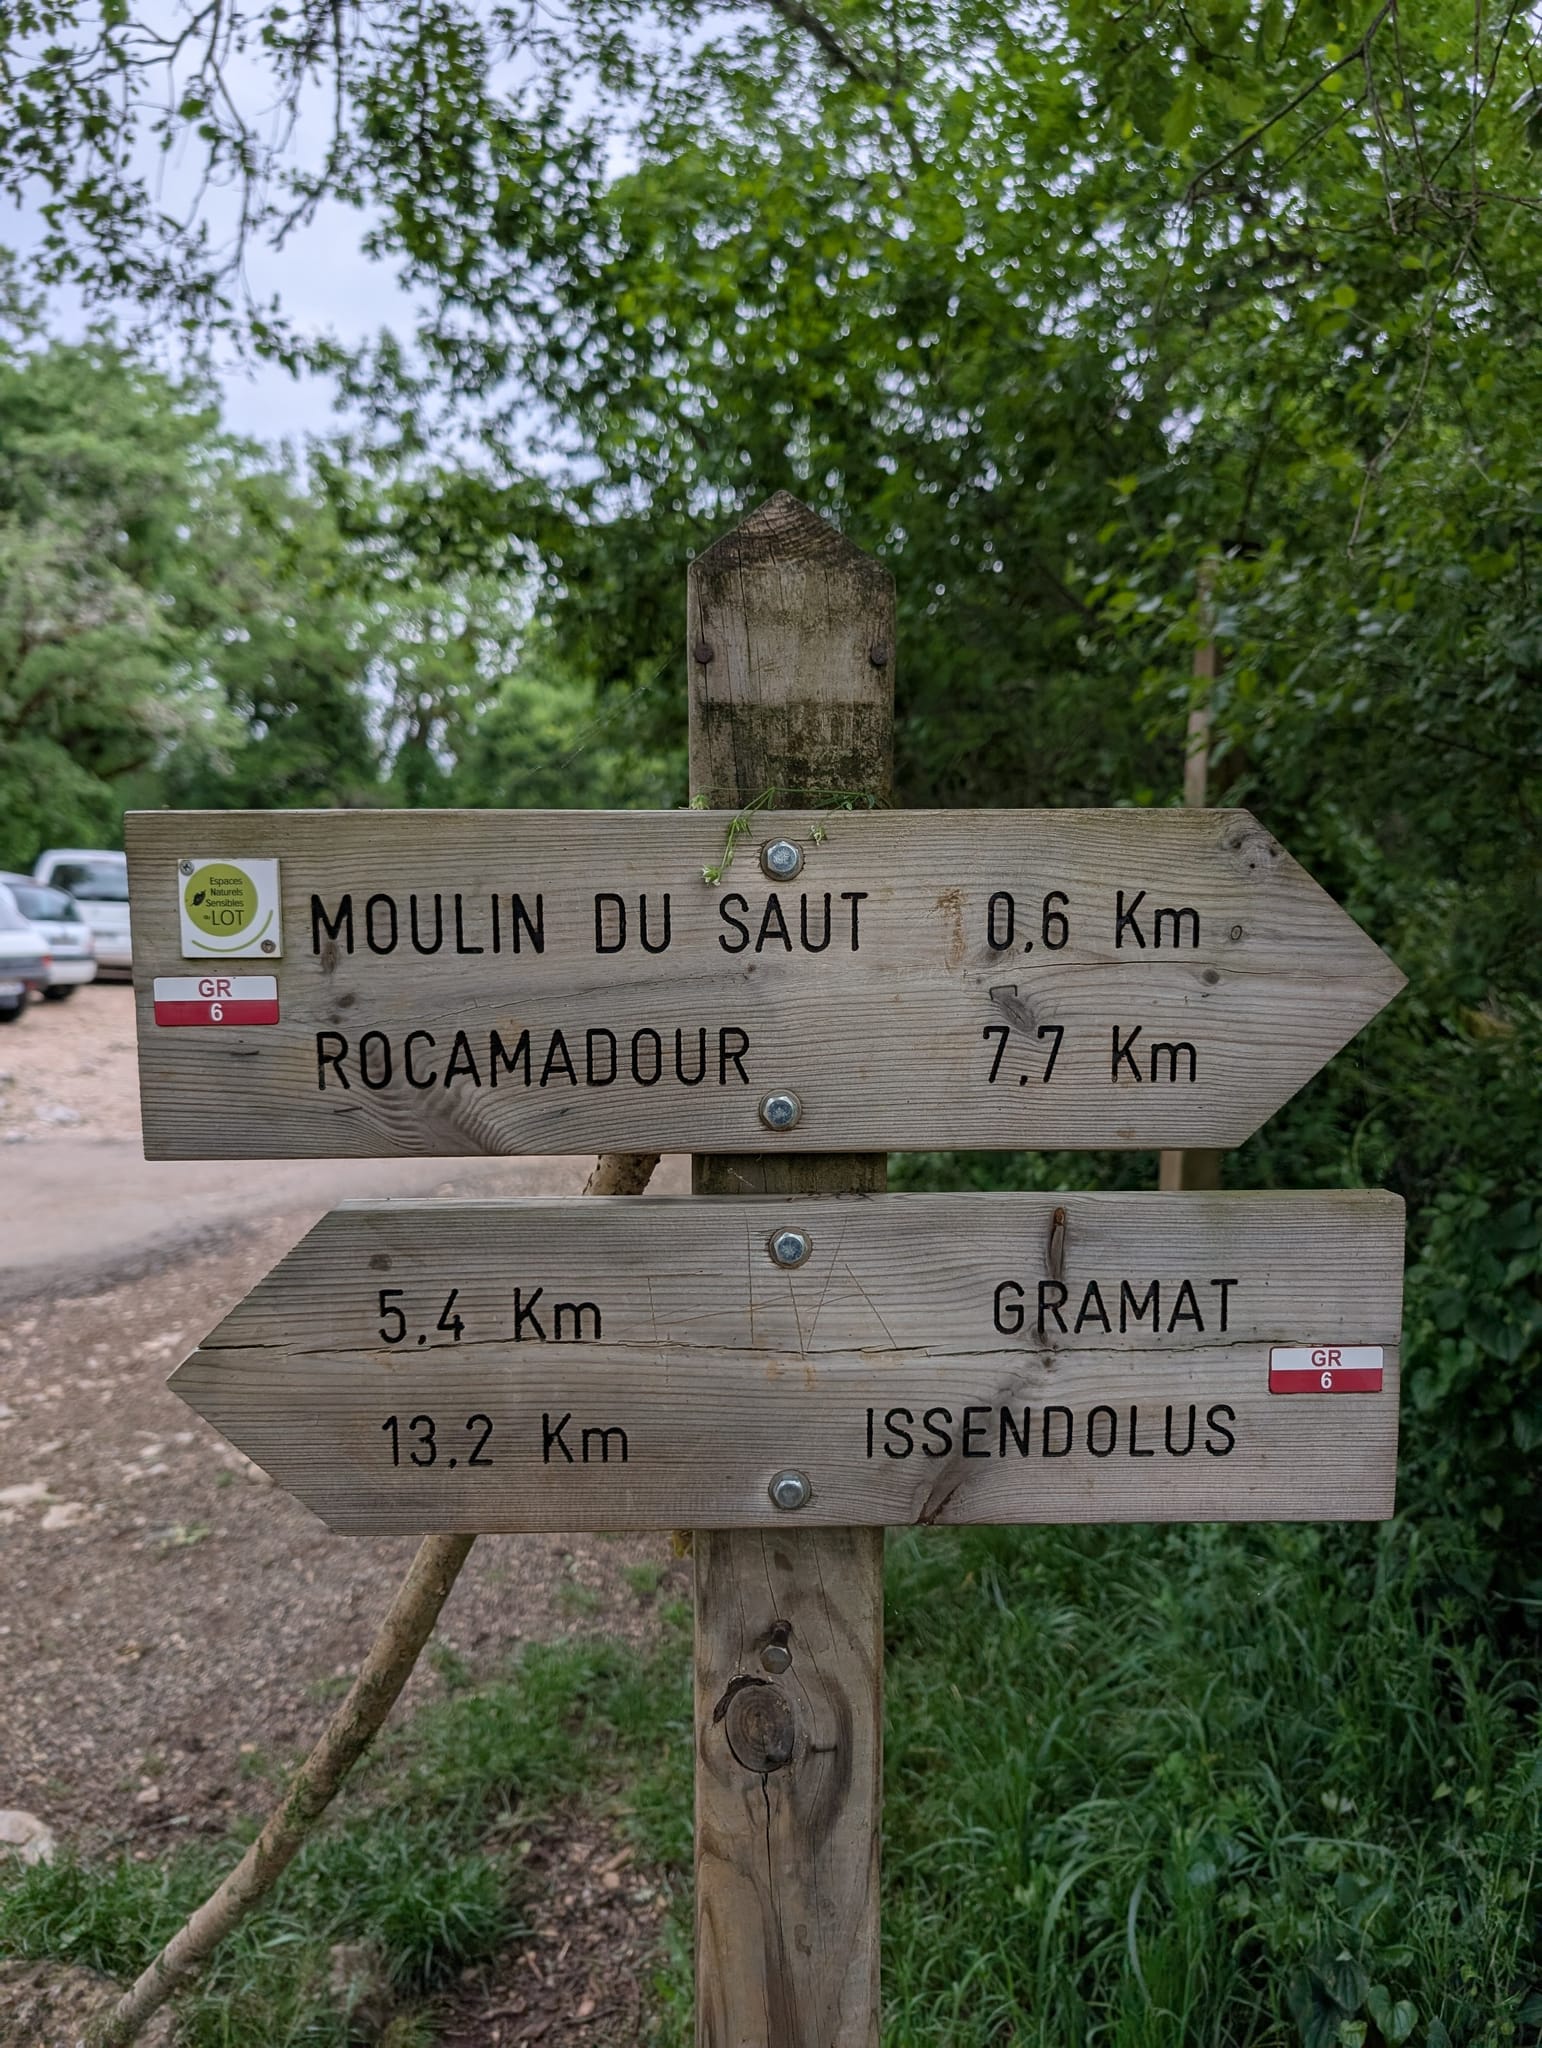 Espaces
Naturels
Sensibles
du LOT
MOULIN DU SAUT 0,6 Km
GR
6
ROCAMADOUR 7,7 Km
5,4 Km GRAMAT
GR
6
13,2 Km ISSENDOLUS